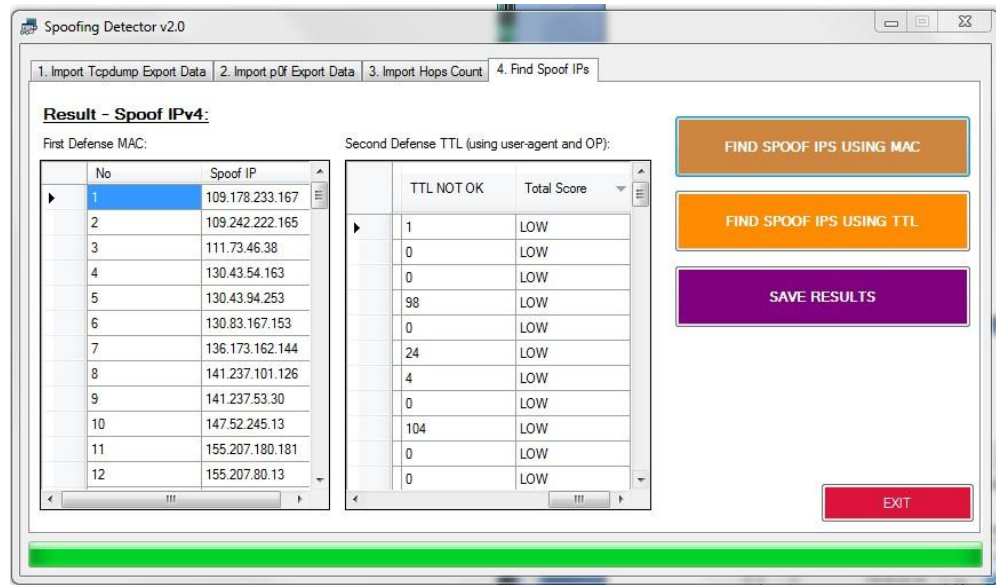 Spoofing Detector v2.0
1. Import Tcpdump Export Data 2. Import p0f Export Data 3. Import Hops Count 4. Find Spoof IPs
Result - Spoof IPv4:
First Defense MAC:
No Spoof IP
1 109.178.233.167
2 109.242.222.165
3 111.73.46.38
4 130.43.54.163
5 130.43.94.253
6 130.83.167.153
7 136.173.162.144
8 141.237.101.126
9 141.237.53.30
10 147.52.245.13
11 155.207.180.181
12 155.207.80.13
Second Defense TTL (using user-agent and OP):
TTL NOT OK Total Score
1 LOW
0 LOW
0 LOW
98 LOW
0 LOW
24 LOW
4 LOW
0 LOW
104 LOW
0 LOW
0 LOW
FIND SPOOF IPS USING MAC
FIND SPOOF IPS USING TTL
SAVE RESULTS
EXIT